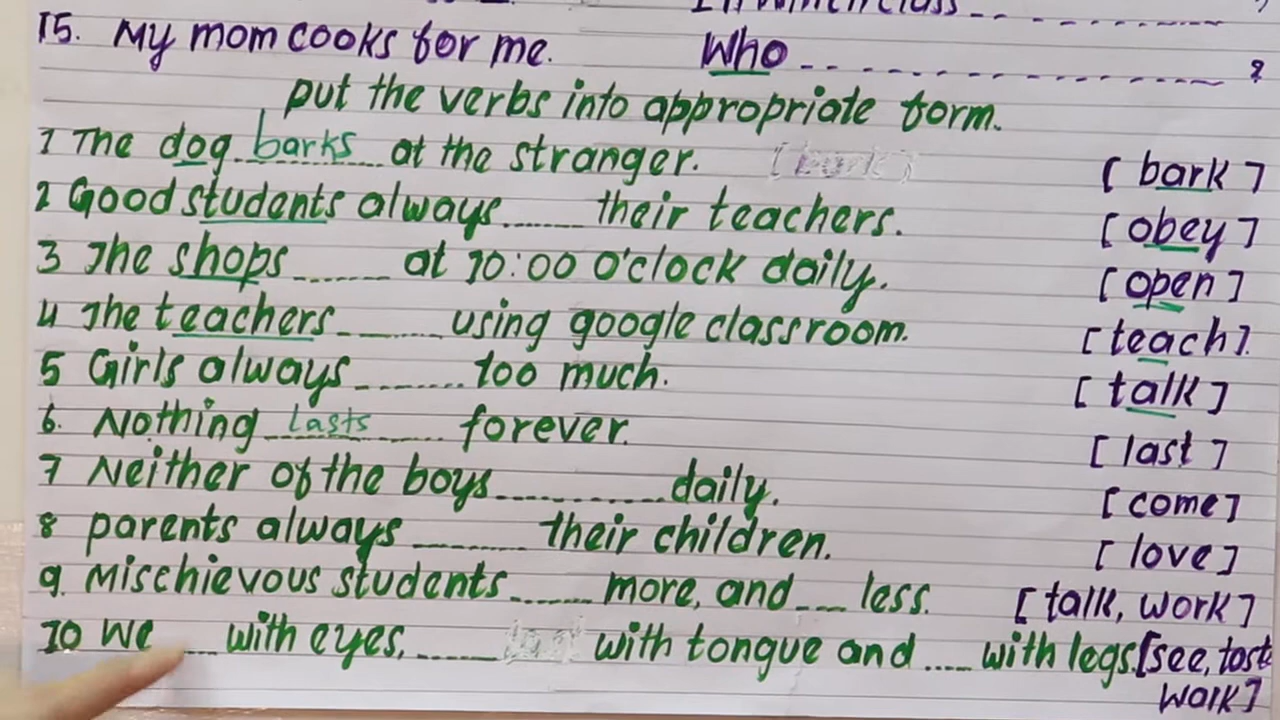 15. My mom cooks for me. Who ?
put the verbs into appropriate form.
1 The dog barks at the stranger. [bark]
2 Good students always their teachers. [obey]
3 The shops at 10:00 o'clock daily. [open]
4 The teachers using google classroom. [teach].
5 Girls always too much. [talk]
6. Nothing lasts forever. [last]
7 Neither of the boys daily. [come]
8 parents always their children. [love]
9. Mischievous students more, and less. [talk, work]
10 We with eyes, with tongue and with legs. [see, taste
walk]